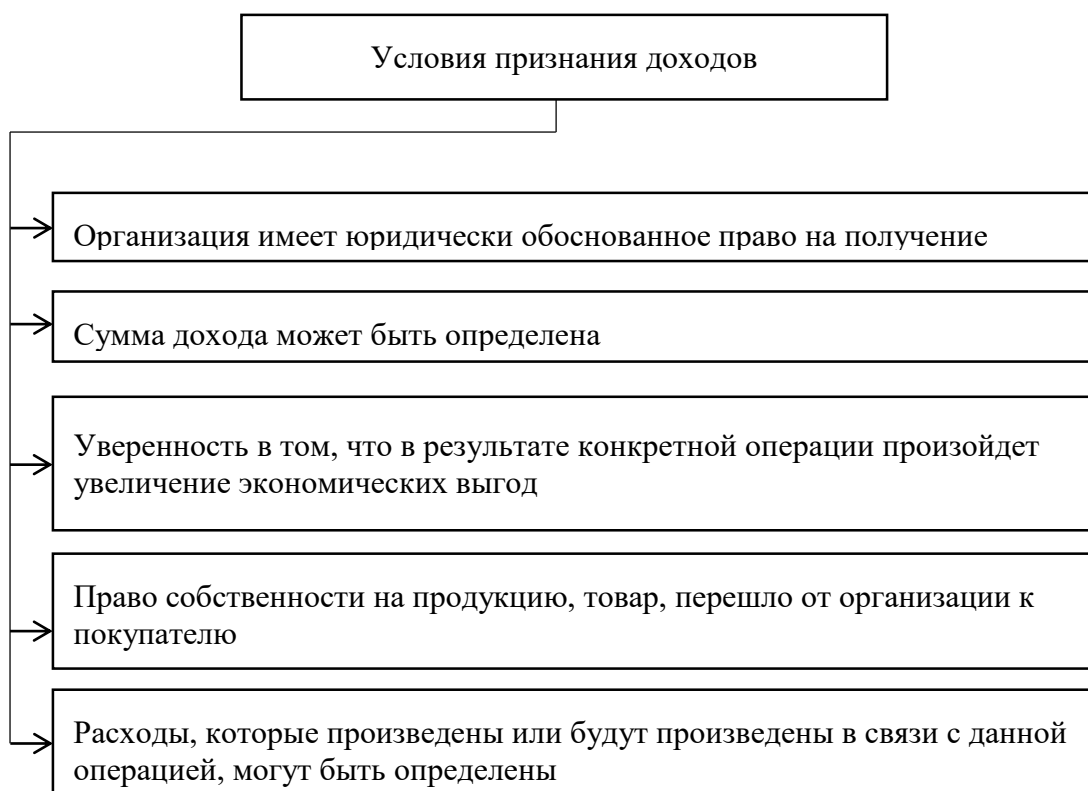 Условия признания доходов
Организация имеет юридически обоснованное право на получение
Сумма дохода может быть определена
Уверенность в том, что в результате конкретной операции произойдет
увеличение экономических выгод
Право собственности на продукцию, товар, перешло от организации к
покупателю
Расходы, которые произведены или будут произведены в связи с данной
операцией, могут быть определены